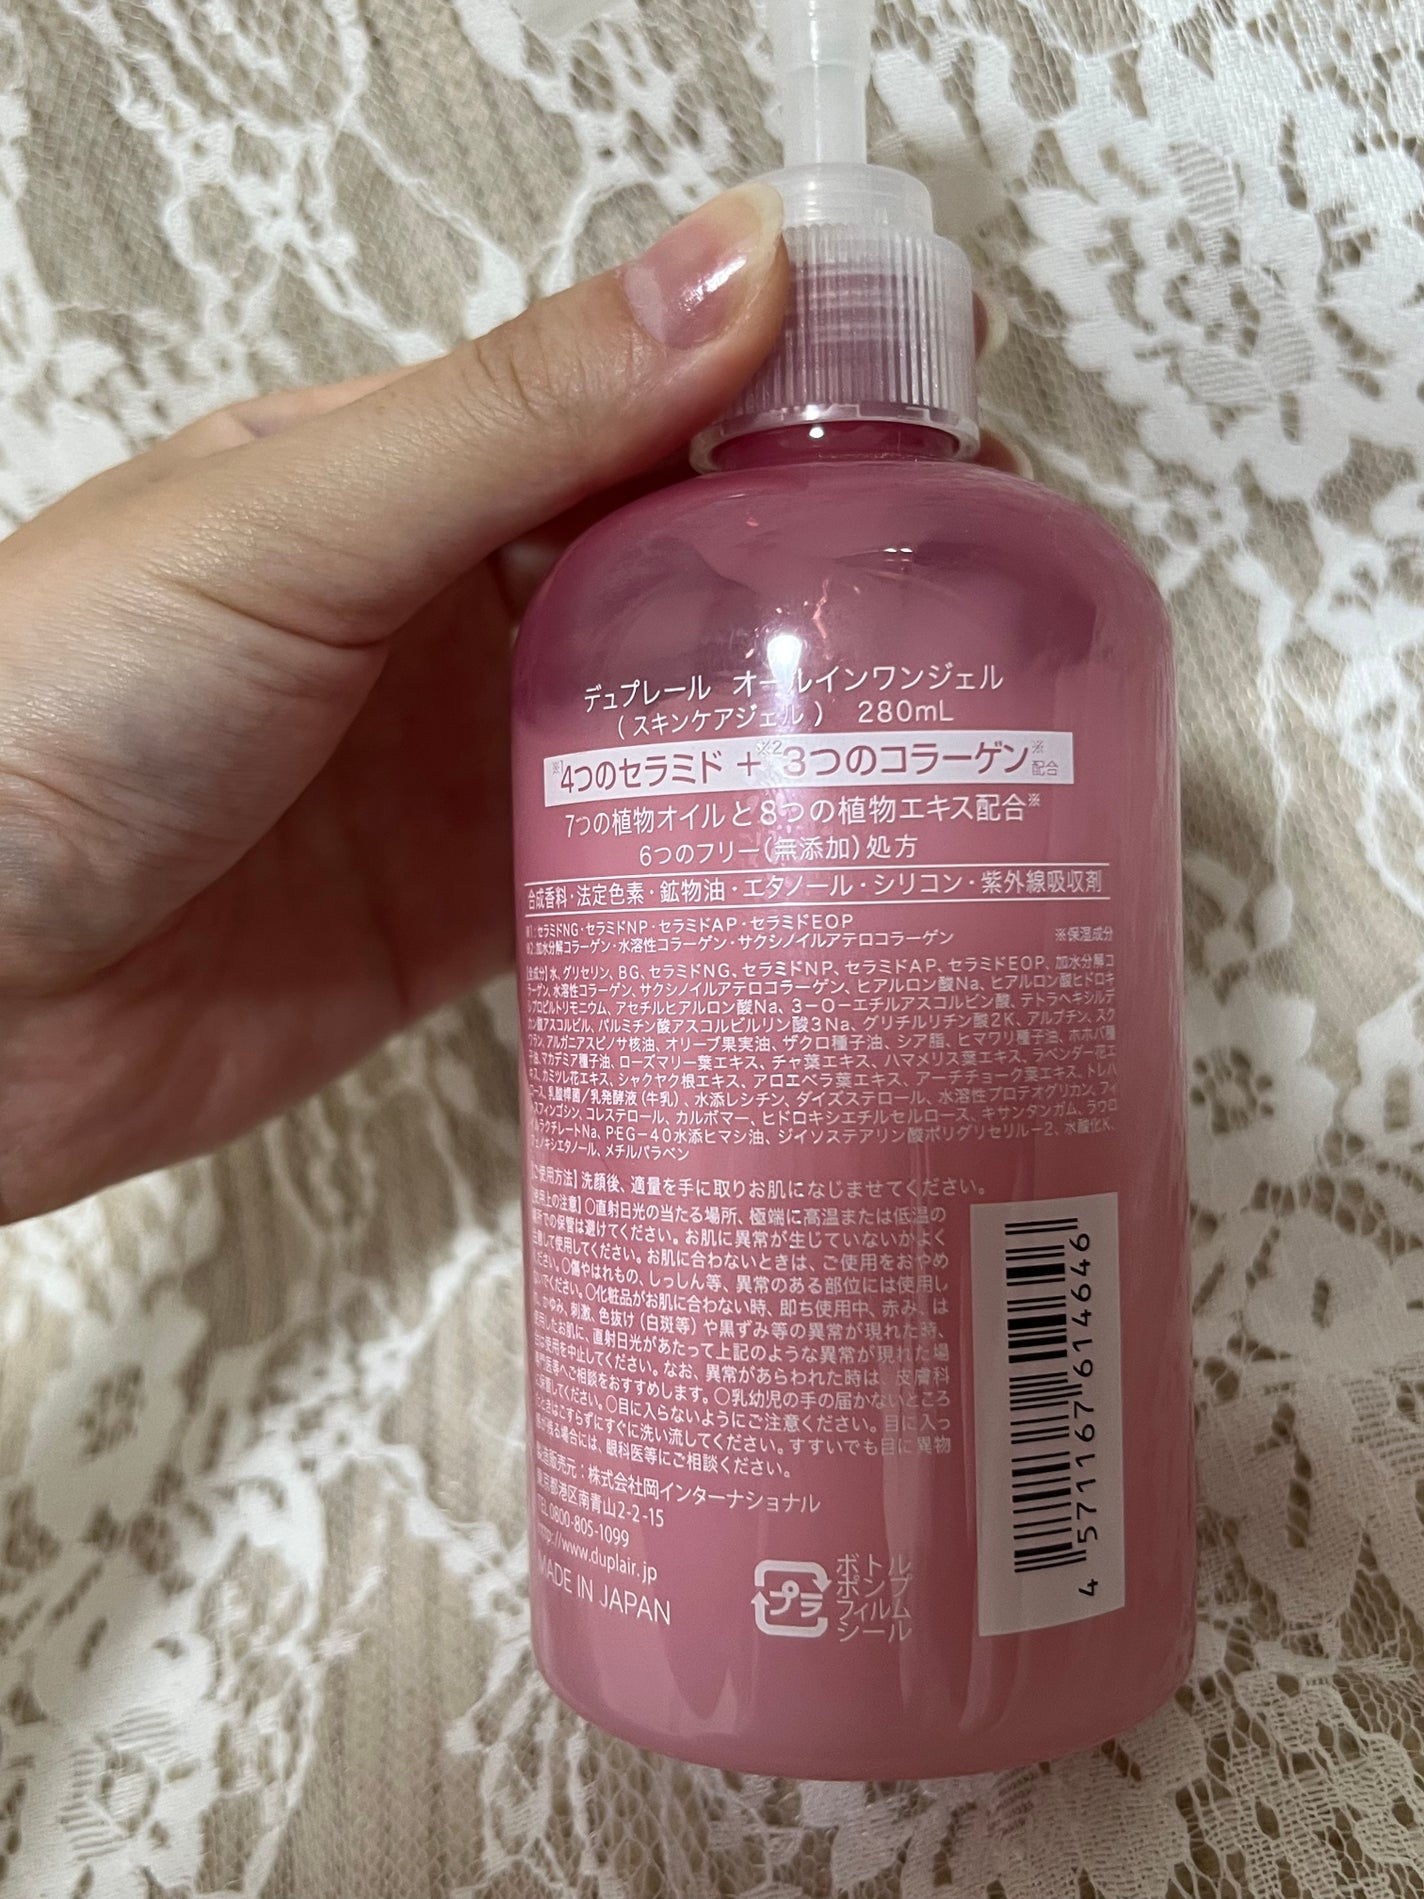 デュプレール オールインワンジェル
（スキンケアジェル） 280mL
※1 4つのセラミド + ※2 3つのコラーゲン※配合
7つの植物オイルと8つの植物エキス配合※
6つのフリー(無添加)処方
合成香料・法定色素・鉱物油・エタノール・シリコン・紫外線吸収剤
※1:セラミドNG・セラミドNP・セラミドAP・セラミドEOP
※2:加水分解コラーゲン・水溶性コラーゲン・サクシノイルアテロコラーゲン ※保湿成分
【全成分】水、グリセリン、BG、セラミドNG、セラミドNP、セラミドAP、セラミドEOP、加水分解コ
ラーゲン、水溶性コラーゲン、サクシノイルアテロコラーゲン、ヒアルロン酸Na、ヒアルロン酸ヒドロキ
シプロピルトリモニウム、アセチルヒアルロン酸Na、3-O-エチルアスコルビン酸、テトラヘキシルデ
カン酸アスコルビル、パルミチン酸アスコルビルリン酸3Na、グリチルリチン酸2K、アルブチン、スク
ワラン、アルガニアスピノサ核油、オリーブ果実油、ザクロ種子油、シア脂、ヒマワリ種子油、ホホバ種
子油、マカデミア種子油、ローズマリー葉エキス、チャ葉エキス、ハマメリス葉エキス、ラベンダー花エ
キス、カミツレ花エキス、シャクヤク根エキス、アロエベラ葉エキス、アーチチョーク葉エキス、トレハ
ロース、乳酸桿菌／乳発酵液(牛乳)、水添レシチン、ダイズステロール、水溶性プロテオグリカン、フィ
トスフィンゴシン、コレステロール、カルボマー、ヒドロキシエチルセルロース、キサンタンガム、ラウロ
イルラクチレートNa、PEG-40水添ヒマシ油、ジイソステアリン酸ポリグリセリル-2、水酸化K、
フェノキシエタノール、メチルパラベン
【ご使用方法】洗顔後、適量を手に取りお肌になじませてください。
【使用上の注意】○直射日光の当たる場所、極端に高温または低温の
場所での保管は避けてください。お肌に異常が生じていないかよく
注意して使用してください。お肌に合わないときは、ご使用をおやめ
ください。○傷やはれもの、しっしん等、異常のある部位には使用し
ないでください。○化粧品がお肌に合わない時、即ち使用中、赤み、は
れ、かゆみ、刺激、色抜け(白斑等)や黒ずみ等の異常が現れた時、
使用したお肌に、直射日光があたって上記のような異常が現れた場
合は使用を中止してください。なお、異常があらわれた時は、皮膚科
専門医等へご相談をおすすめします。○乳幼児の手の届かないところ
に保管してください。○目に入らないようにご注意ください。目に入っ
たときはこすらずにすぐに洗い流してください。すすいでも目に異物
感が残る場合には、眼科医等にご相談ください。
製造販売元：株式会社岡インターナショナル
東京都港区南青山2-2-15
TEL 0800-805-1099
http://www.duplair.jp
MADE IN JAPAN
プラ
ボトル
ポンプ
フィルム
シール
4571197619496